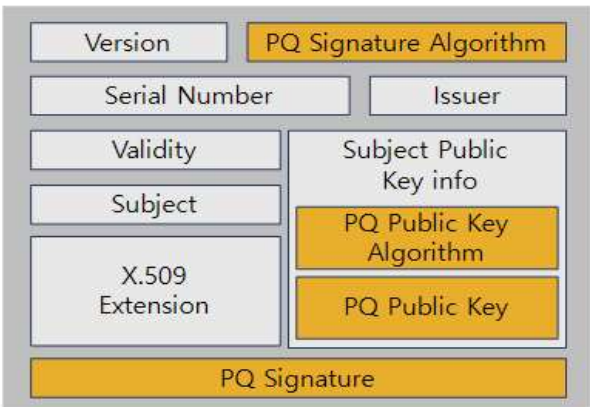 Version
PQ Signature Algorithm
Serial Number
Issuer
Validity
Subject
X.509
Extension
Subject Public
Key info
PQ Public Key
Algorithm
PQ Public Key
PQ Signature